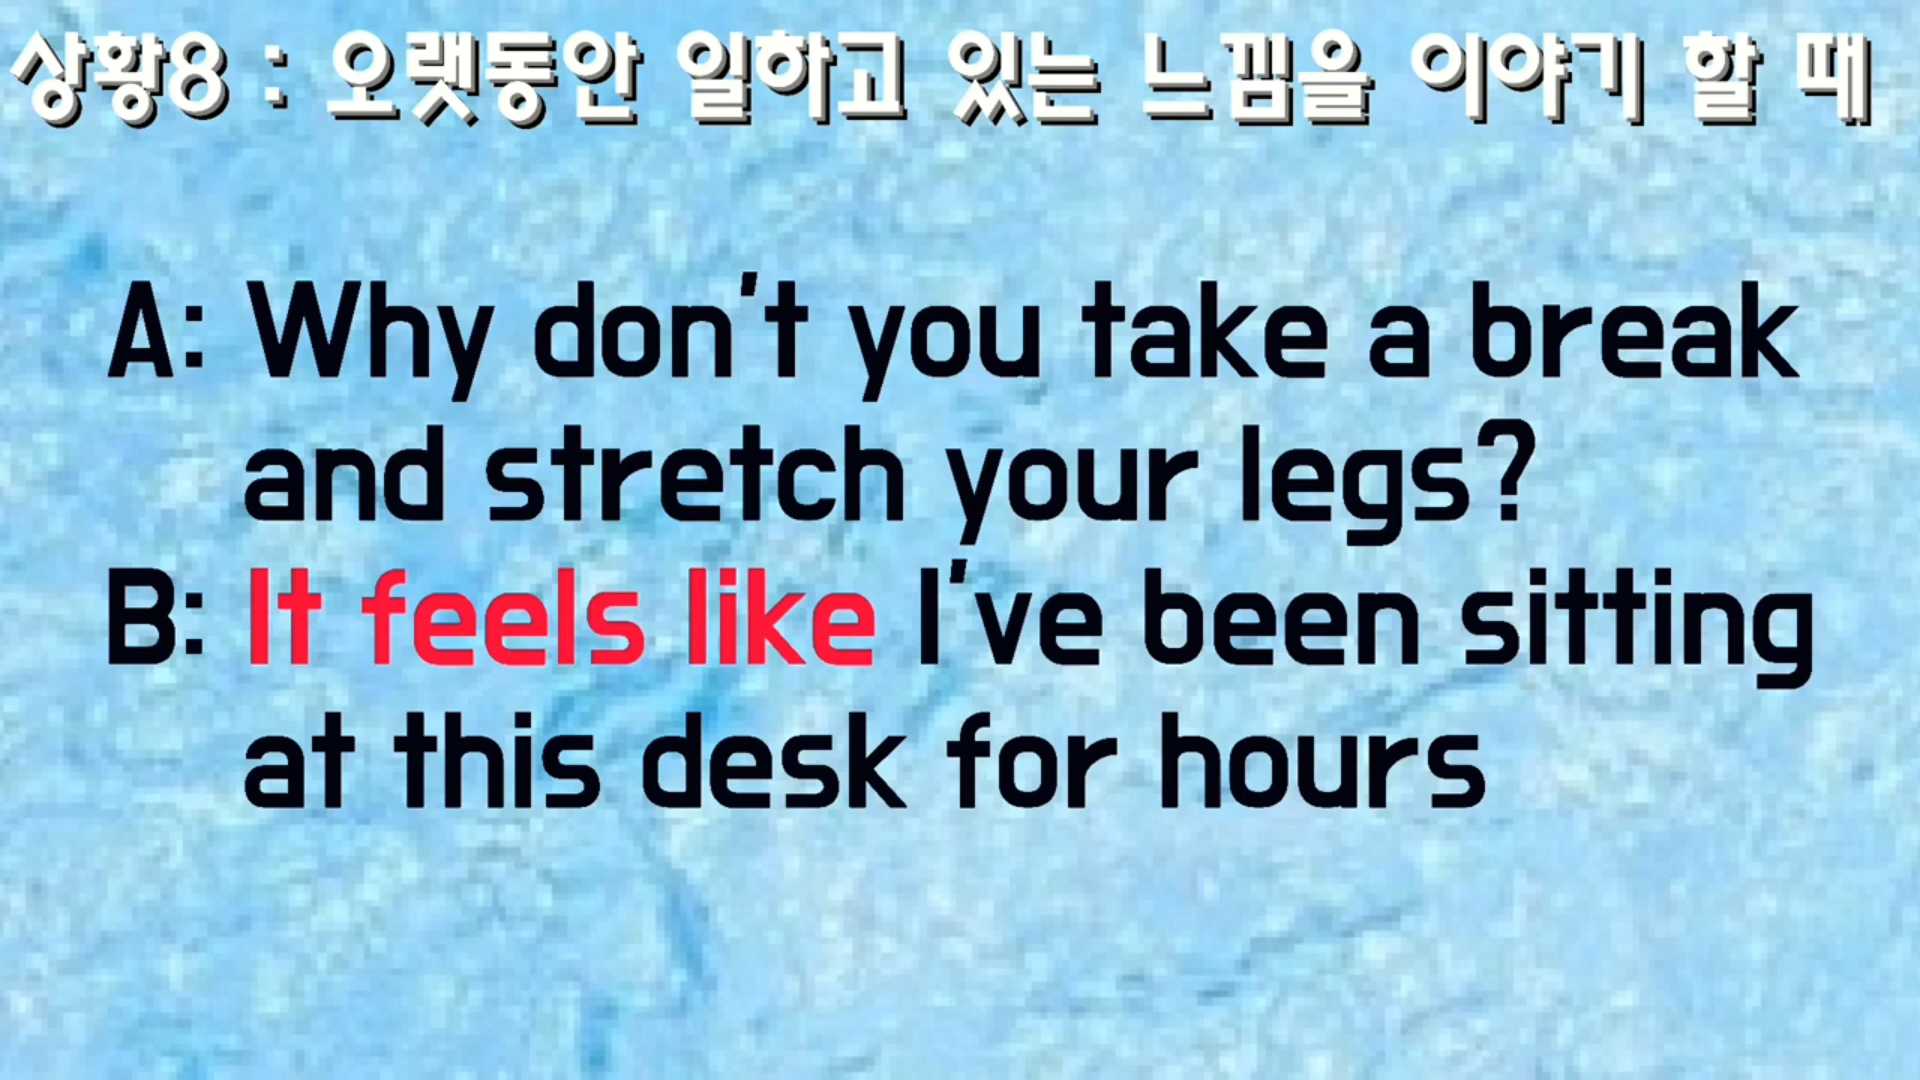 상황8 : 오랫동안 일하고 있는 느낌을 이야기 할 때
A: Why don't you take a break
and stretch your legs?
B: It feels like I've been sitting
at this desk for hours